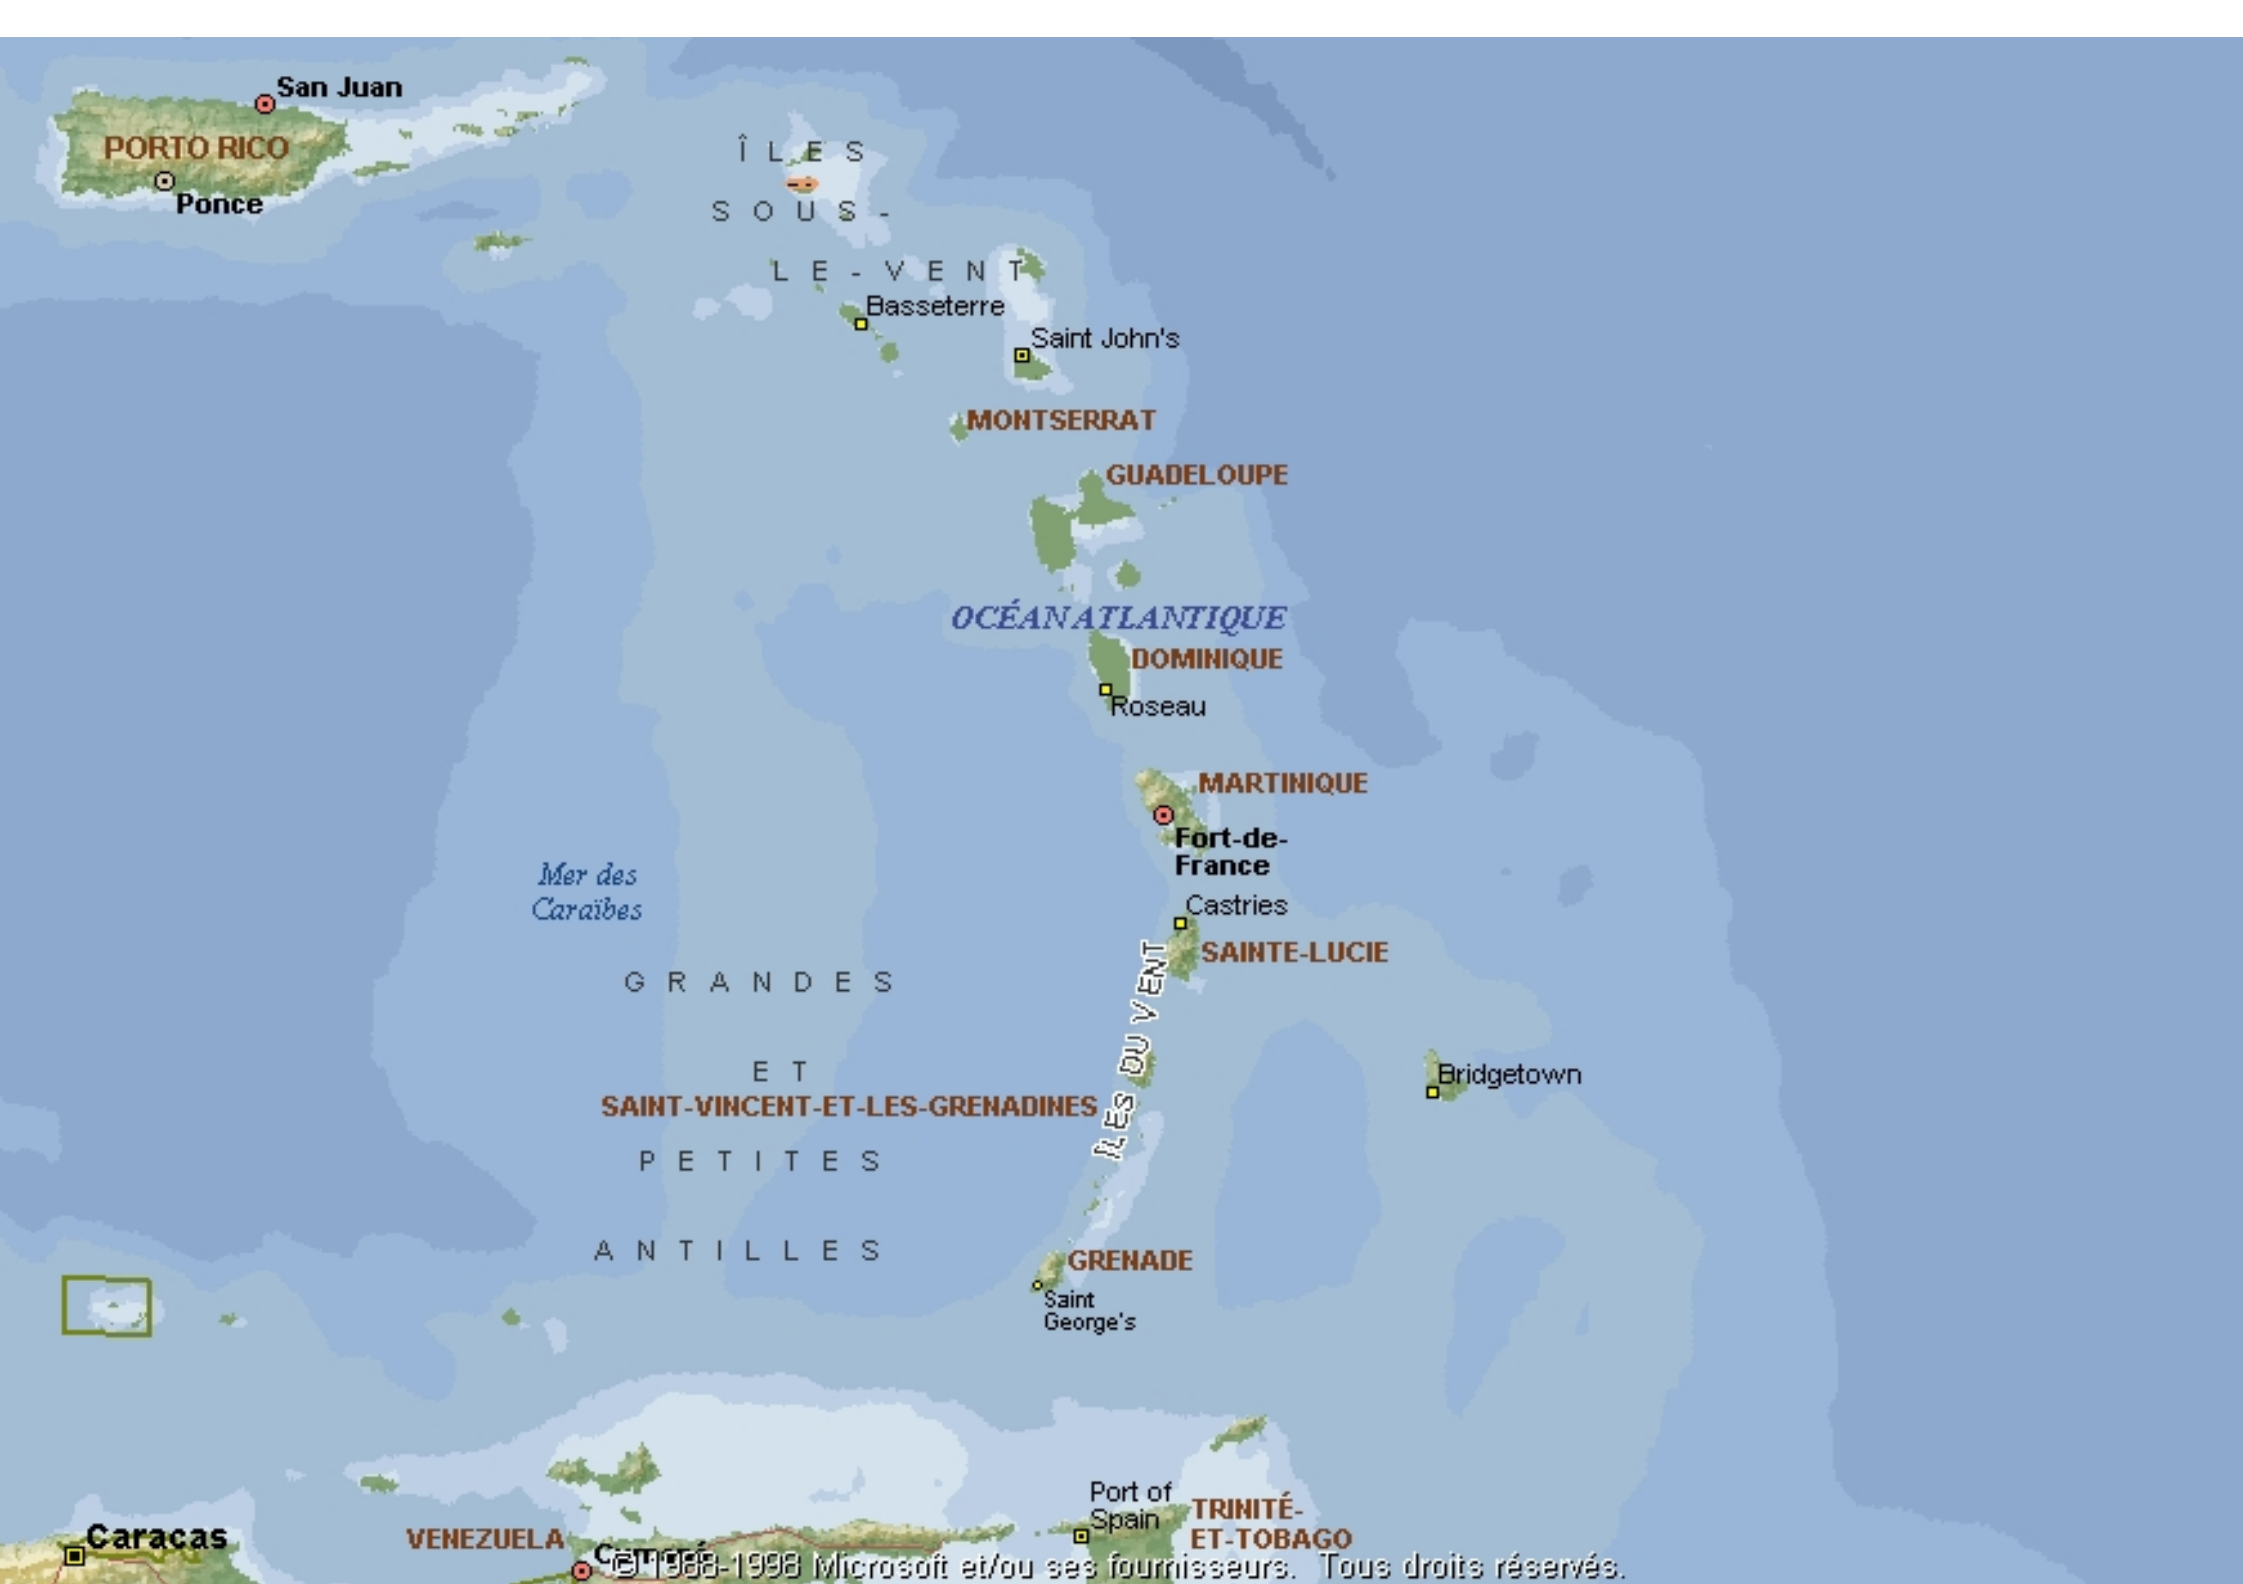 San Juan
PORTO RICO
Ponce
ÎLES
SOUS-
LE-VENT
Basseterre
Saint John's
MONTSERRAT
GUADELOUPE
OCÉAN ATLANTIQUE
DOMINIQUE
Roseau
MARTINIQUE
Fort-de-
France
Mer des
Caraïbes
Castries
SAINTE-LUCIE
ÎLES DU VENT
GRANDES
ET
Bridgetown
SAINT-VINCENT-ET-LES-GRENADINES
PETITES
ANTILLES
GRENADE
Saint
George's
Port of
Spain
TRINITÉ-
ET-TOBAGO
Caracas
VENEZUELA
© 1988-1998 Microsoft et/ou ses fournisseurs. Tous droits réservés.